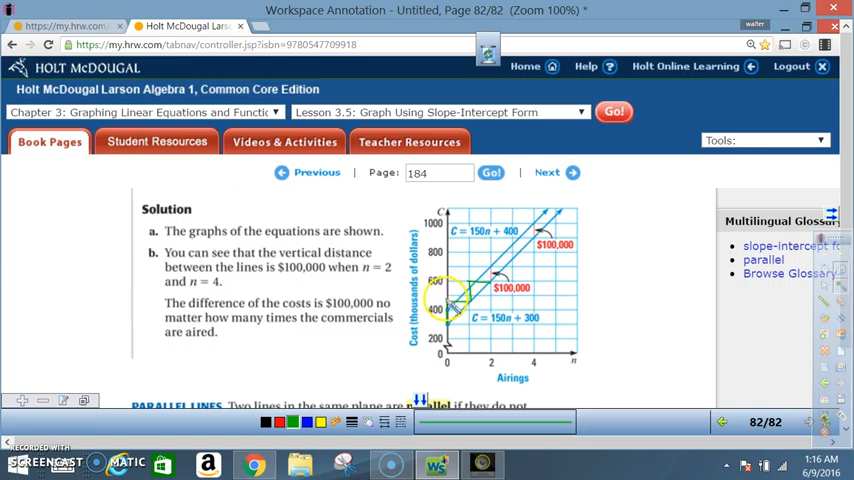 Workspace Annotation - Untitled, Page 82/82 (Zoom 100%)
walter
https://my.hrw.com/tabnav/
Holt McDougal Lars
https://my.hrw.com/tabnav/controller.jsp?isbn=9780547709918
HOLT MCDOUGAL
Home
Help
Holt Online Learning
Logout
Holt McDougal Larson Algebra 1, Common Core Edition
Chapter 3: Graphing Linear Equations and Functio
Lesson 3.5: Graph Using Slope-Intercept Form
Go!
Book Pages
Student Resources
Videos & Activities
Teacher Resources
Tools:
Previous | Page: 184 Go! | Next
Solution
a. The graphs of the equations are shown.
b. You can see that the vertical distance
between the lines is $100,000 when n = 2
and n = 4.
The difference of the costs is $100,000 no
matter how many times the commercials
are aired.
Cost (thousands of dollars)
C
1000
800
600
400
200
0
C = 150n + 400
$100,000
$100,000
C = 150n + 300
0 2 4 n
Airings
Multilingual Glossar
slope-intercept fo
parallel
Browse Glossary
PARALLEL LINES Two lines in the same plane are parallel if they do not
82/82
RECORDED WITH
SCREENCAST MATIC
1:16 AM
6/9/2016